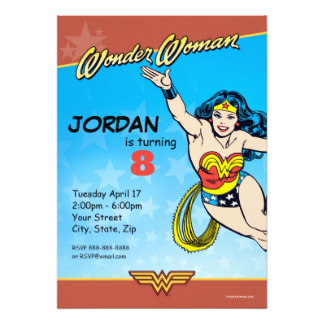 Wonder Woman
JORDAN
is turning
8
Tuesday April 17
2:00pm - 6:00pm
Your Street
City, State, Zip
RSVP 888-888-8888
or RSVP@email.com